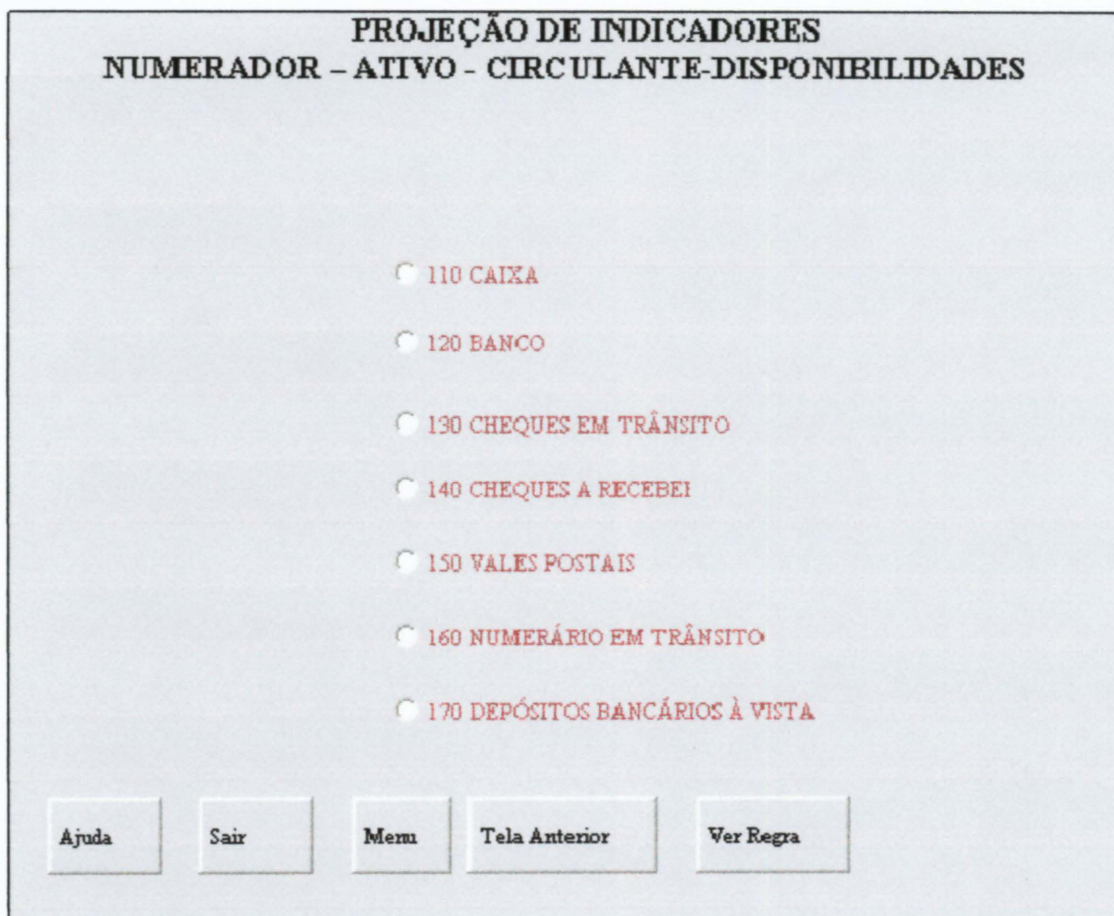 PROJEÇÃO DE INDICADORES
NUMERADOR – ATIVO - CIRCULANTE-DISPONIBILIDADES
110 CAIXA
120 BANCO
130 CHEQUES EM TRÂNSITO
140 CHEQUES A RECEBEI
150 VALES POSTAIS
160 NUMERÁRIO EM TRÂNSITO
170 DEPÓSITOS BANCÁRIOS À VISTA
Ajuda Sair Menu Tela Anterior Ver Regra